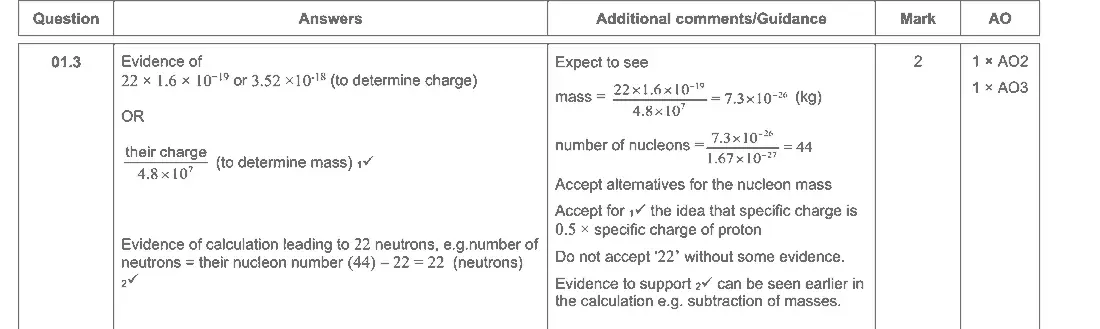 Question Answers Additional comments/Guidance Mark AO
01.3 Evidence of
22 × 1.6 × 10⁻¹⁹ or 3.52 ×10⁻¹⁸ (to determine charge)
OR
their charge
4.8 × 10⁷
(to determine mass) ₁✓
Evidence of calculation leading to 22 neutrons, e.g.number of
neutrons = their nucleon number (44) – 22 = 22 (neutrons)
₂✓
Expect to see
mass = 22×1.6×10⁻¹⁹ / 4.8×10⁷ = 7.3×10⁻²⁶ (kg)
number of nucleons = 7.3×10⁻²⁶ / 1.67×10⁻²⁷ = 44
Accept alternatives for the nucleon mass
Accept for ₁✓ the idea that specific charge is
0.5 × specific charge of proton
Do not accept '22' without some evidence.
Evidence to support ₂✓ can be seen earlier in
the calculation e.g. subtraction of masses.
2
1 × AO2
1 × AO3